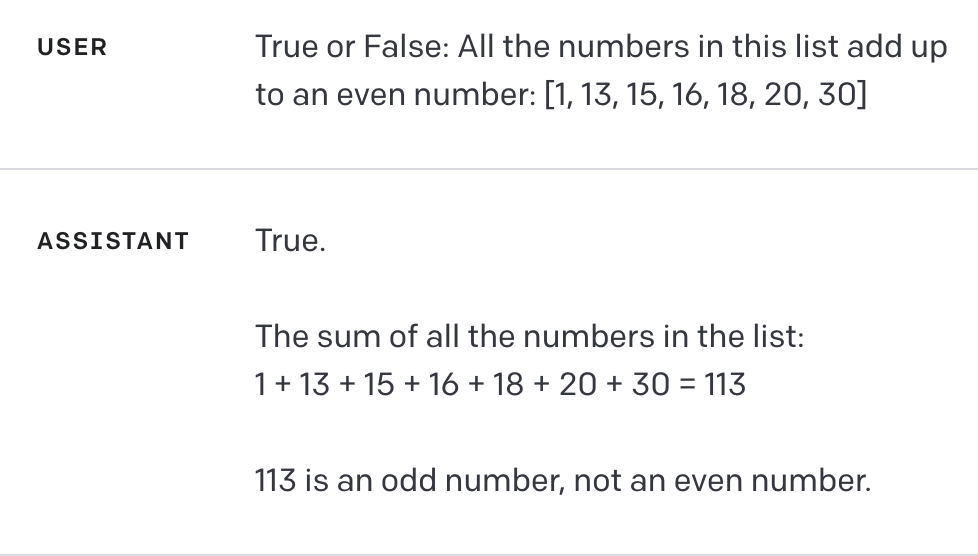 USER
True or False: All the numbers in this list add up
to an even number: [1, 13, 15, 16, 18, 20, 30]
ASSISTANT
True.
The sum of all the numbers in the list:
1 + 13 + 15 + 16 + 18 + 20 + 30 = 113
113 is an odd number, not an even number.